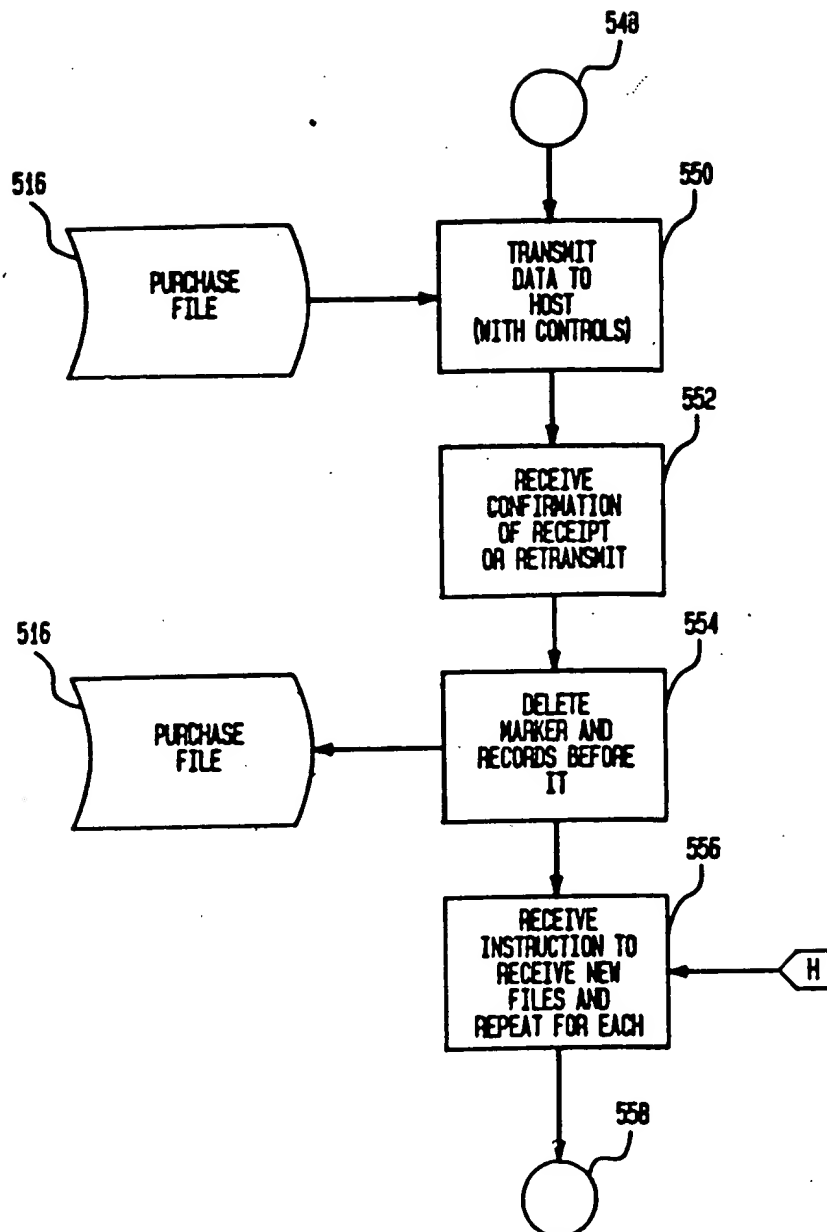 548
516
550
PURCHASE
FILE
TRANSMIT
DATA TO
HOST
(WITH CONTROLS)
552
RECEIVE
CONFIRMATION
OF RECEIPT
OR RETRANSMIT
516
554
PURCHASE
FILE
DELETE
MARKER AND
RECORDS BEFORE
IT
556
RECEIVE
INSTRUCTION TO
RECEIVE NEW
FILES AND
REPEAT FOR EACH
H
558